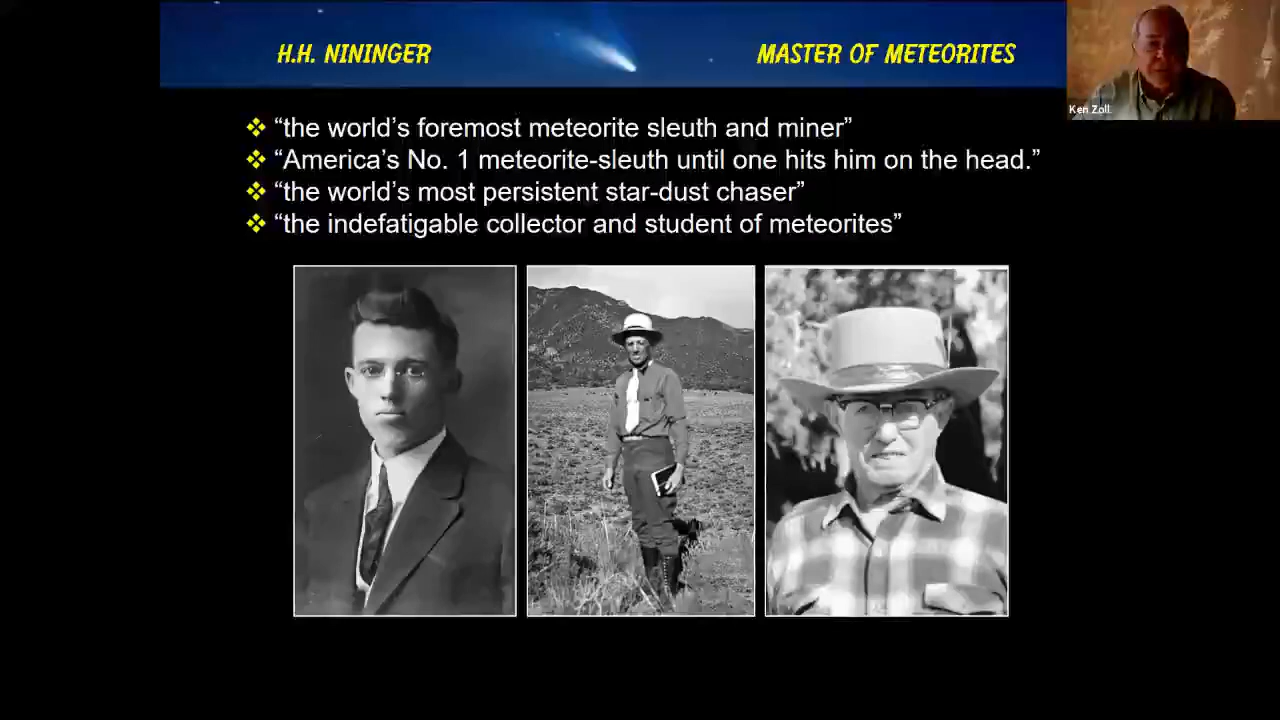 H.H. NININGER
MASTER OF METEORITES
Ken Zoll
“the world’s foremost meteorite sleuth and miner”
“America’s No. 1 meteorite-sleuth until one hits him on the head.”
“the world’s most persistent star-dust chaser”
“the indefatigable collector and student of meteorites”